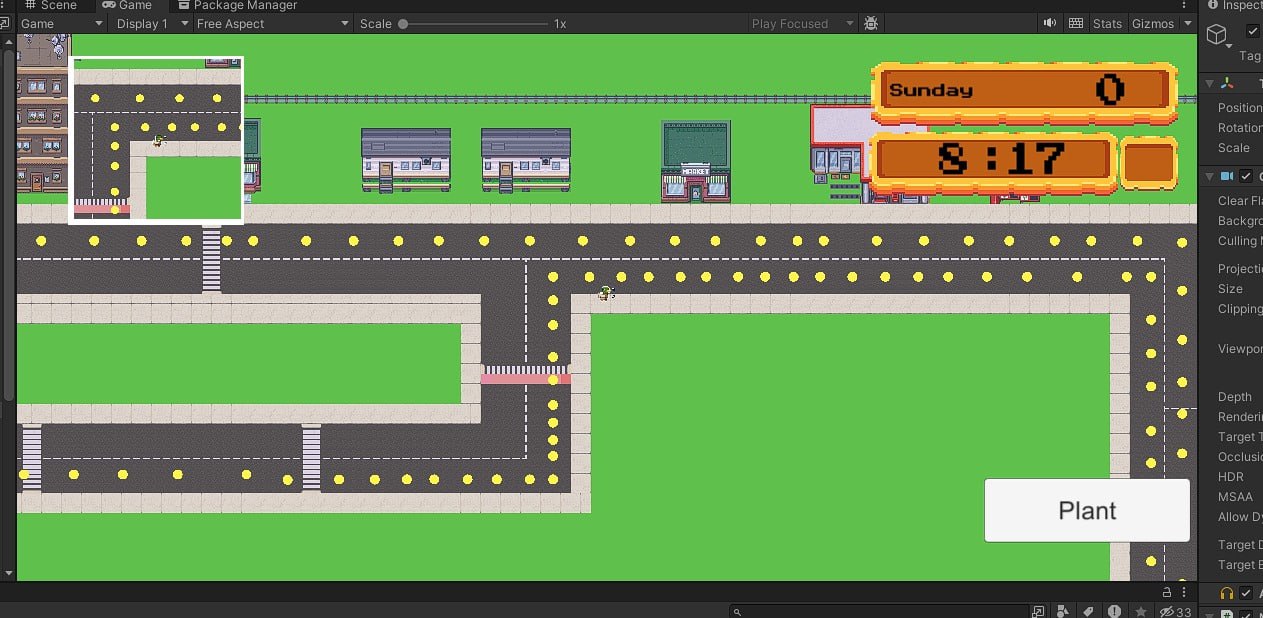 Scene Game Package Manager
Game Display 1 Free Aspect Scale 1x Play Focused Stats Gizmos
Inspect
Tag
Position
Rotation
Scale
Clear Fla
Backgro
Culling M
Projectio
Size
Clipping
Viewpor
Depth
Renderin
Target T
Occlusio
HDR
MSAA
Allow Dy
Target D
Target E
Sunday 0
8:17
MARKET
Plant
33